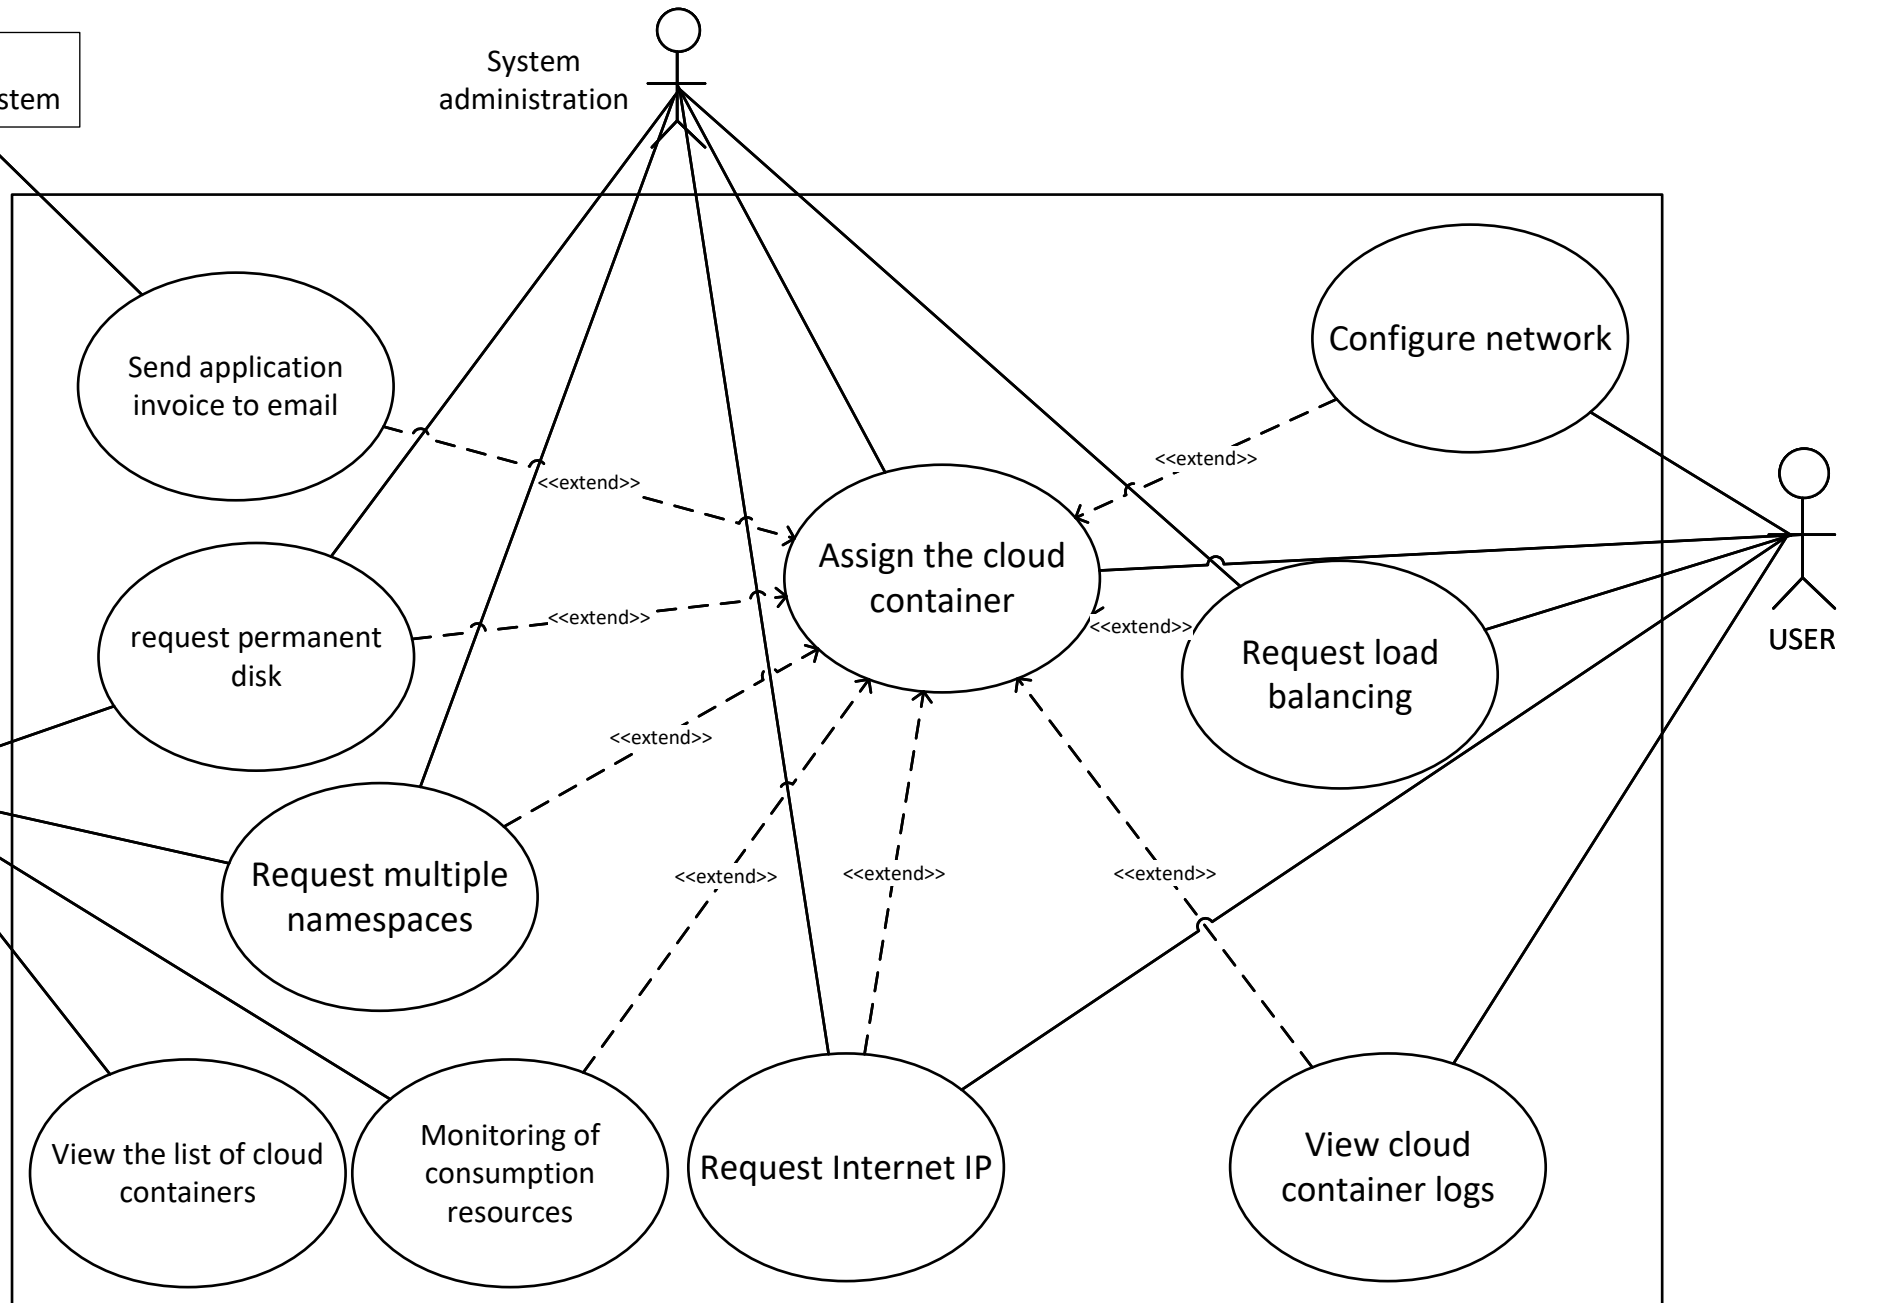 System
administration
stem
Send application
invoice to email
Configure network
<<extend>>
<<extend>>
Assign the cloud
container
<<extend>>
<<extend>>
request permanent
disk
Request load
balancing
USER
<<extend>>
Request multiple
namespaces
<<extend>>
<<extend>>
<<extend>>
View the list of cloud
containers
Monitoring of
consumption
resources
Request Internet IP
View cloud
container logs